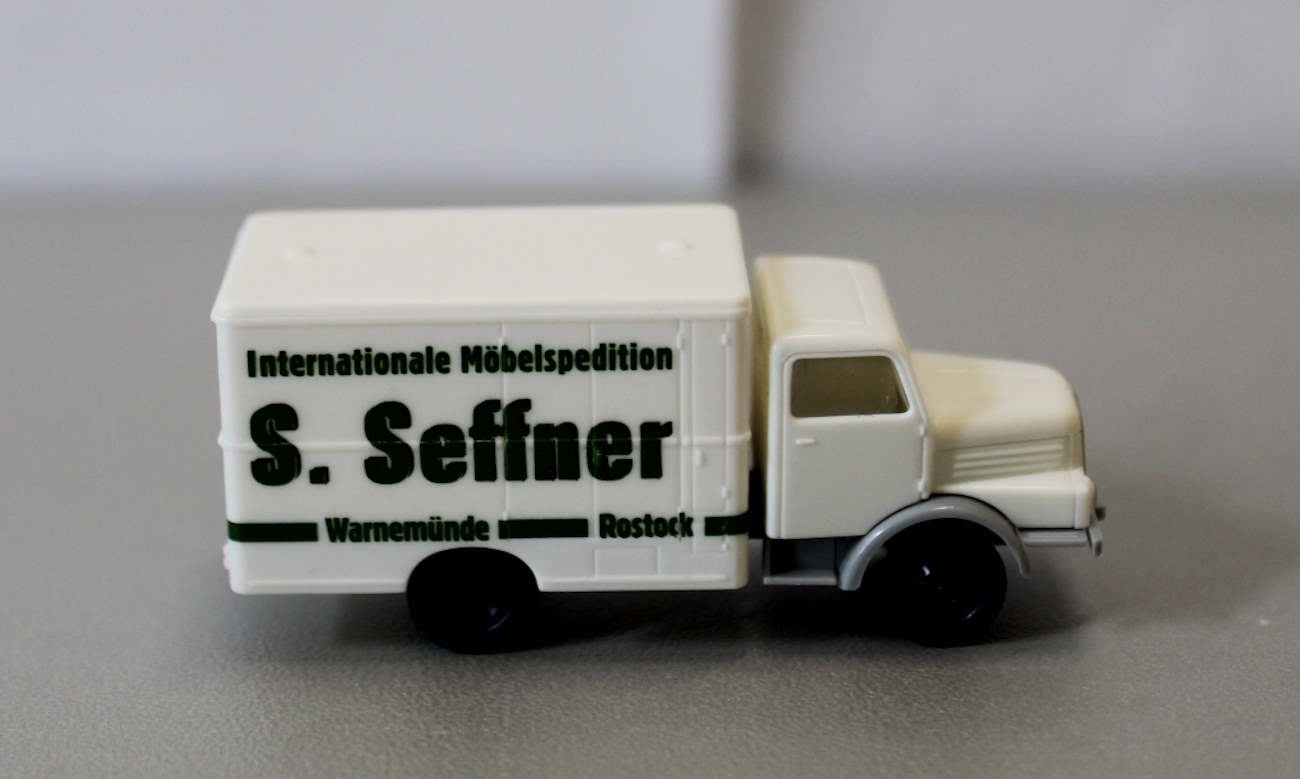 Internationale Möbelspedition
S. Seffner
Warnemünde Rostock